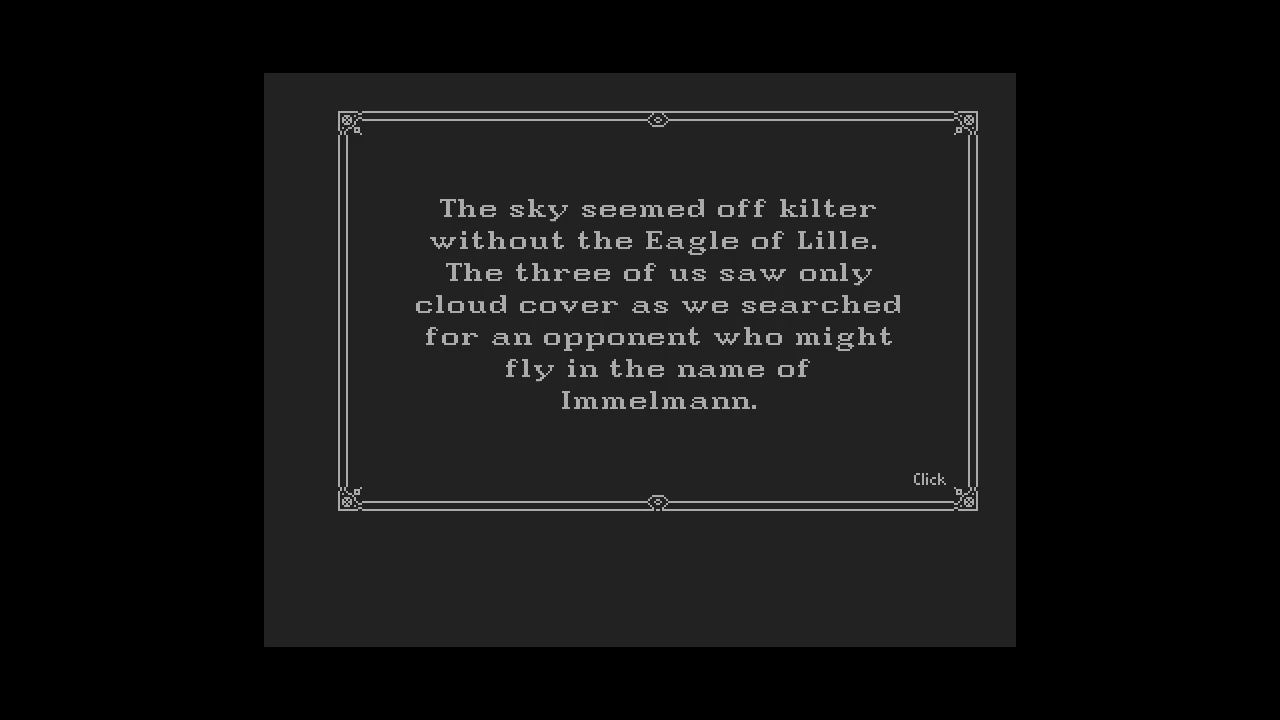 The sky seemed off kilter
without the Eagle of Lille.
The three of us saw only
cloud cover as we searched
for an opponent who might
fly in the name of
Immelmann.
Click